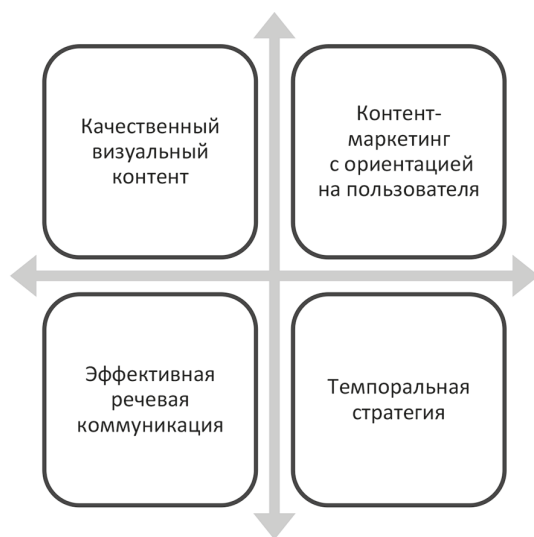 Качественный
визуальный
контент
Контент-
маркетинг
с ориентацией
на пользователя
Эффективная
речевая
коммуникация
Темпоральная
стратегия